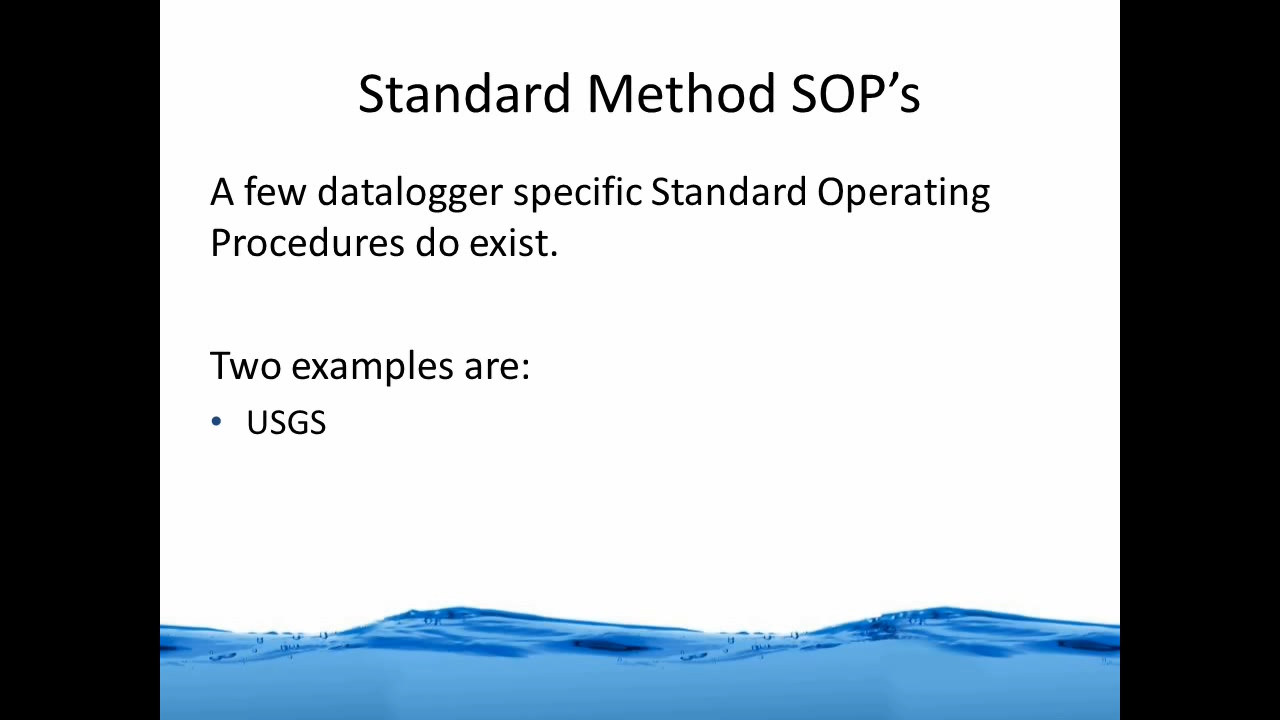 Standard Method SOP’s
A few datalogger specific Standard Operating
Procedures do exist.
Two examples are:
• USGS